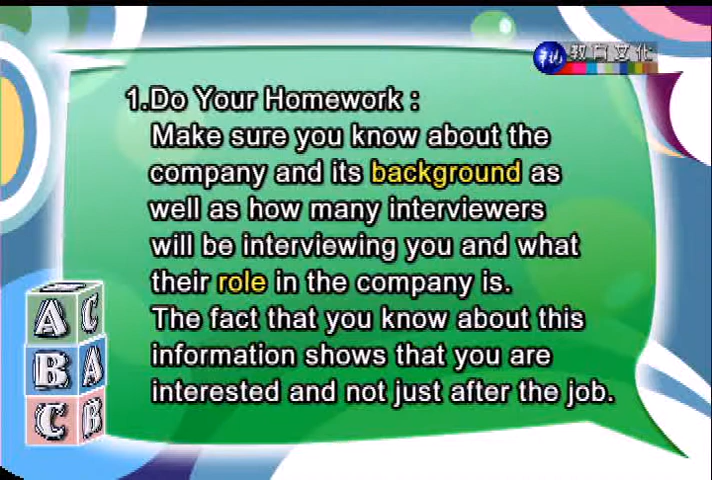 華視 教育文化
1.Do Your Homework :
Make sure you know about the
company and its background as
well as how many interviewers
will be interviewing you and what
their role in the company is.
The fact that you know about this
information shows that you are
interested and not just after the job.
A C
B A
C B